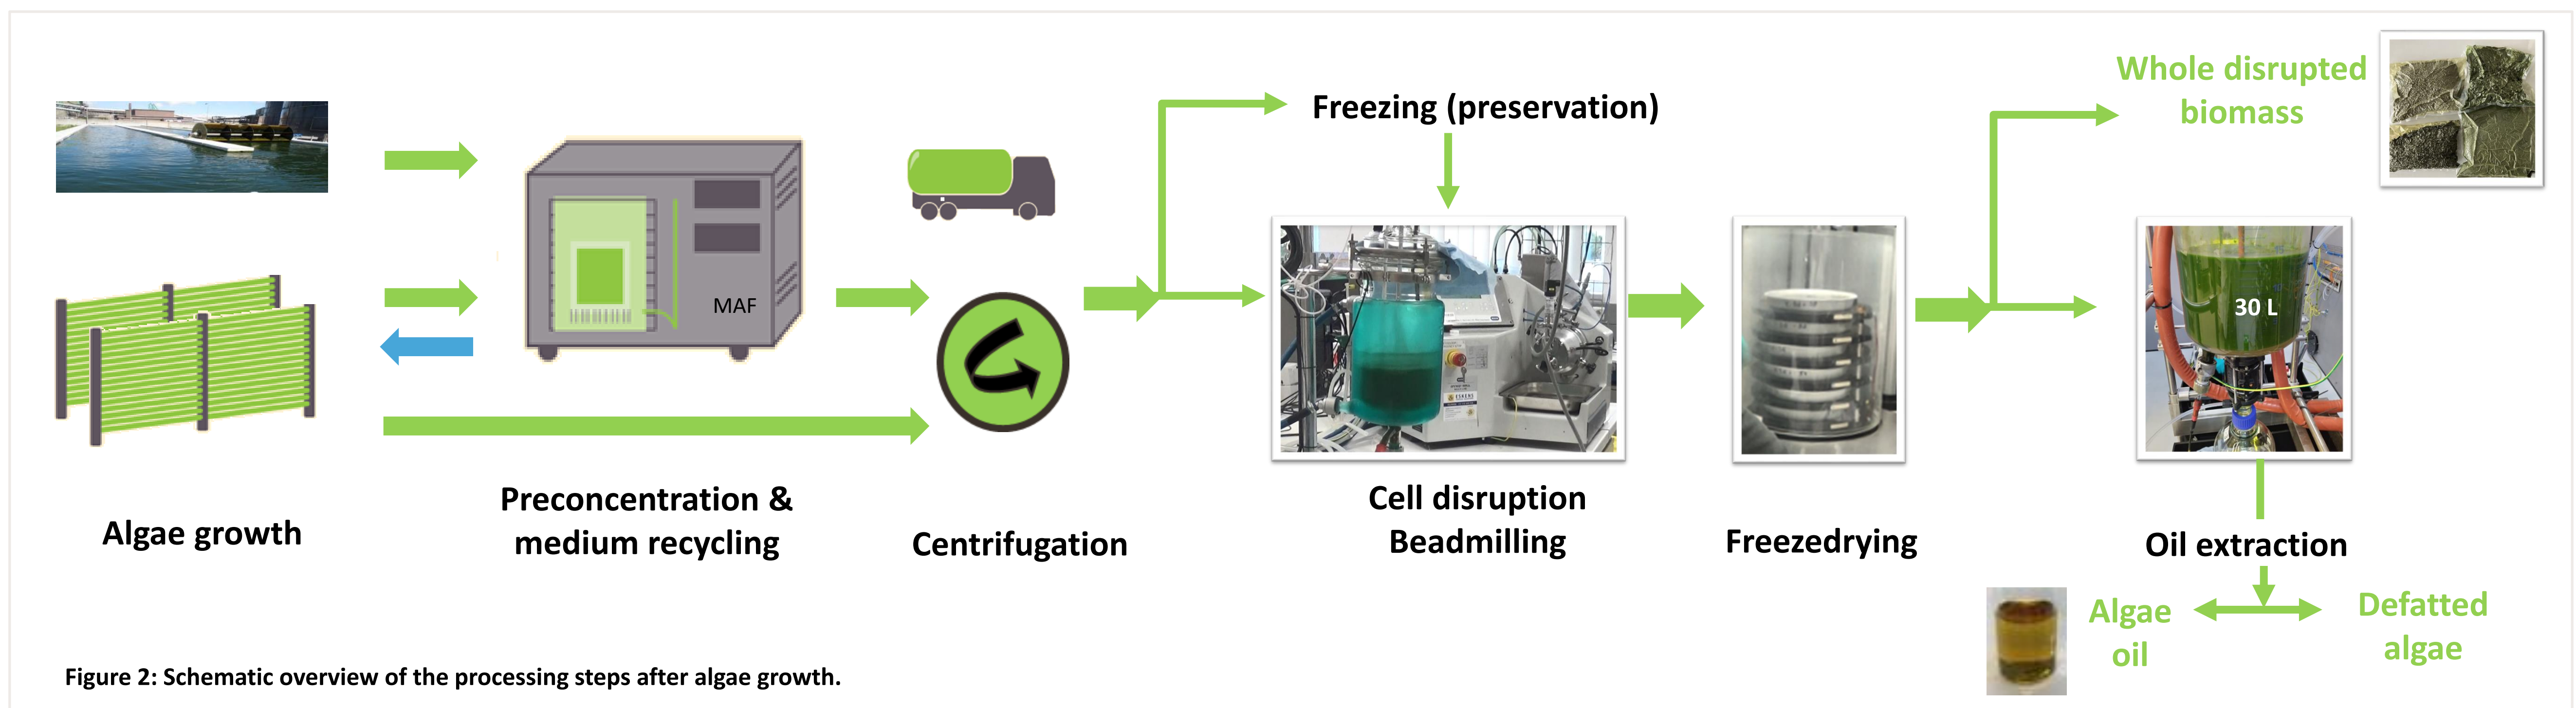 Whole disrupted
biomass
Freezing (preservation)
MAF
30 L
Algae growth
Preconcentration &
medium recycling
Centrifugation
Cell disruption
Beadmilling
Freezedrying
Oil extraction
Algae
oil
Defatted
algae
Figure 2: Schematic overview of the processing steps after algae growth.